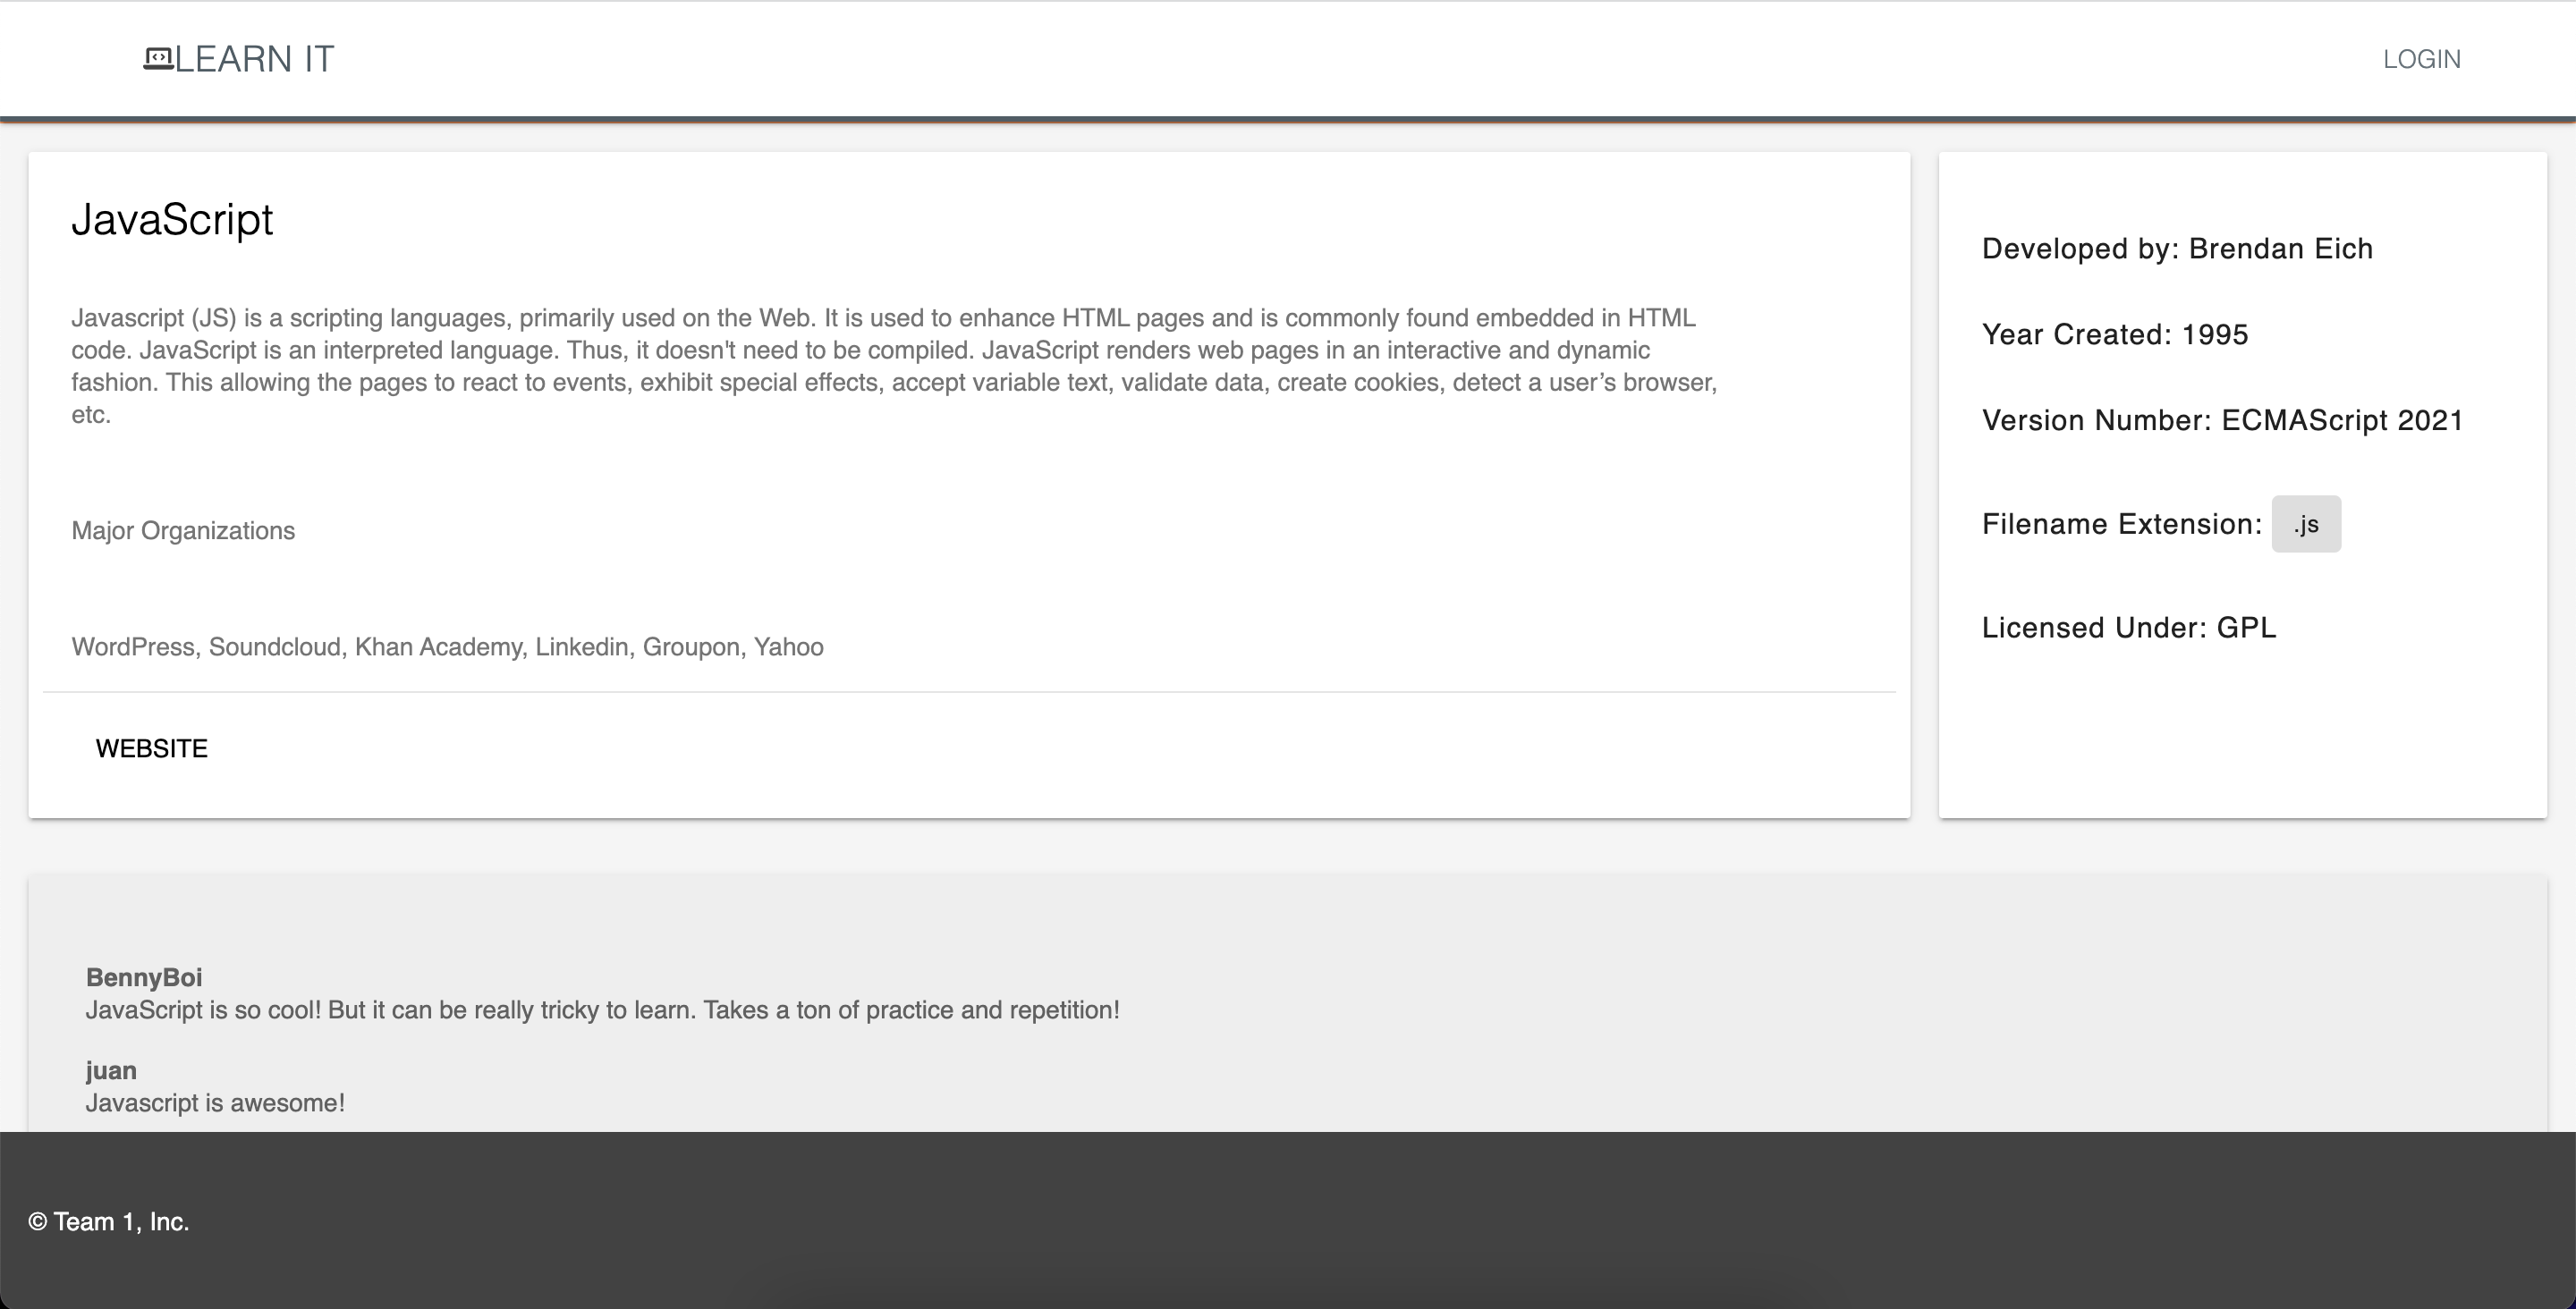 LEARN IT
LOGIN
JavaScript
Javascript (JS) is a scripting languages, primarily used on the Web. It is used to enhance HTML pages and is commonly found embedded in HTML
code. JavaScript is an interpreted language. Thus, it doesn't need to be compiled. JavaScript renders web pages in an interactive and dynamic
fashion. This allowing the pages to react to events, exhibit special effects, accept variable text, validate data, create cookies, detect a user’s browser,
etc.
Major Organizations
WordPress, Soundcloud, Khan Academy, Linkedin, Groupon, Yahoo
WEBSITE
Developed by: Brendan Eich
Year Created: 1995
Version Number: ECMAScript 2021
Filename Extension: .js
Licensed Under: GPL
BennyBoi
JavaScript is so cool! But it can be really tricky to learn. Takes a ton of practice and repetition!
juan
Javascript is awesome!
© Team 1, Inc.